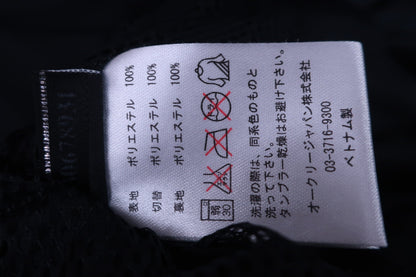 表地 ポリエステル 100%
切替 ポリエステル 100%
裏地 ポリエステル 100%
弱
30
洗濯の際は、同系色のものと
洗って下さい。
タンブラー乾燥はお避け下さい。
オークリージャパン株式会社
03-3716-9300
ベトナム製